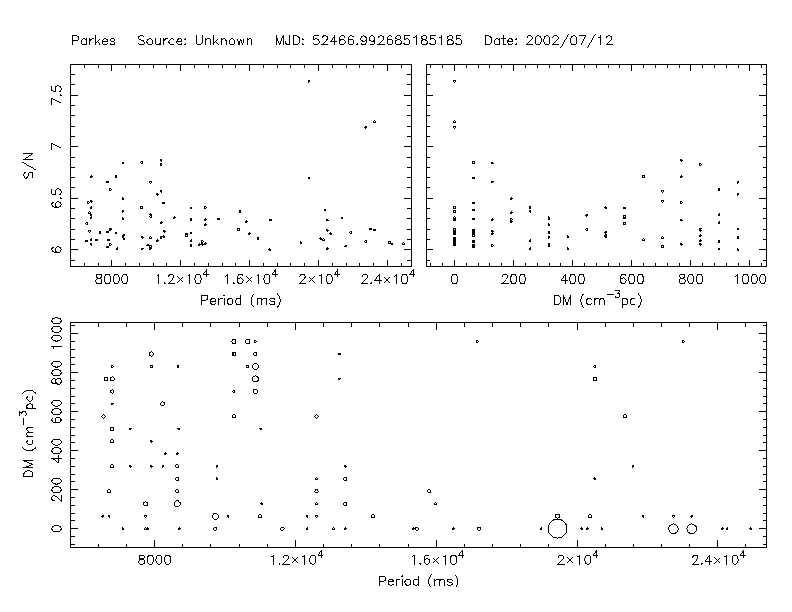 Parkes Source: Unknown MJD: 52466.992685185185 Date: 2002/07/12
7.5
7
6.5
6
S/N
8000 1.2×10⁴ 1.6×10⁴ 2×10⁴ 2.4×10⁴
Period (ms)
0 200 400 600 800 1000
DM (cm⁻³pc)
1000
800
600
400
200
0
DM (cm⁻³pc)
8000 1.2×10⁴ 1.6×10⁴ 2×10⁴ 2.4×10⁴
Period (ms)